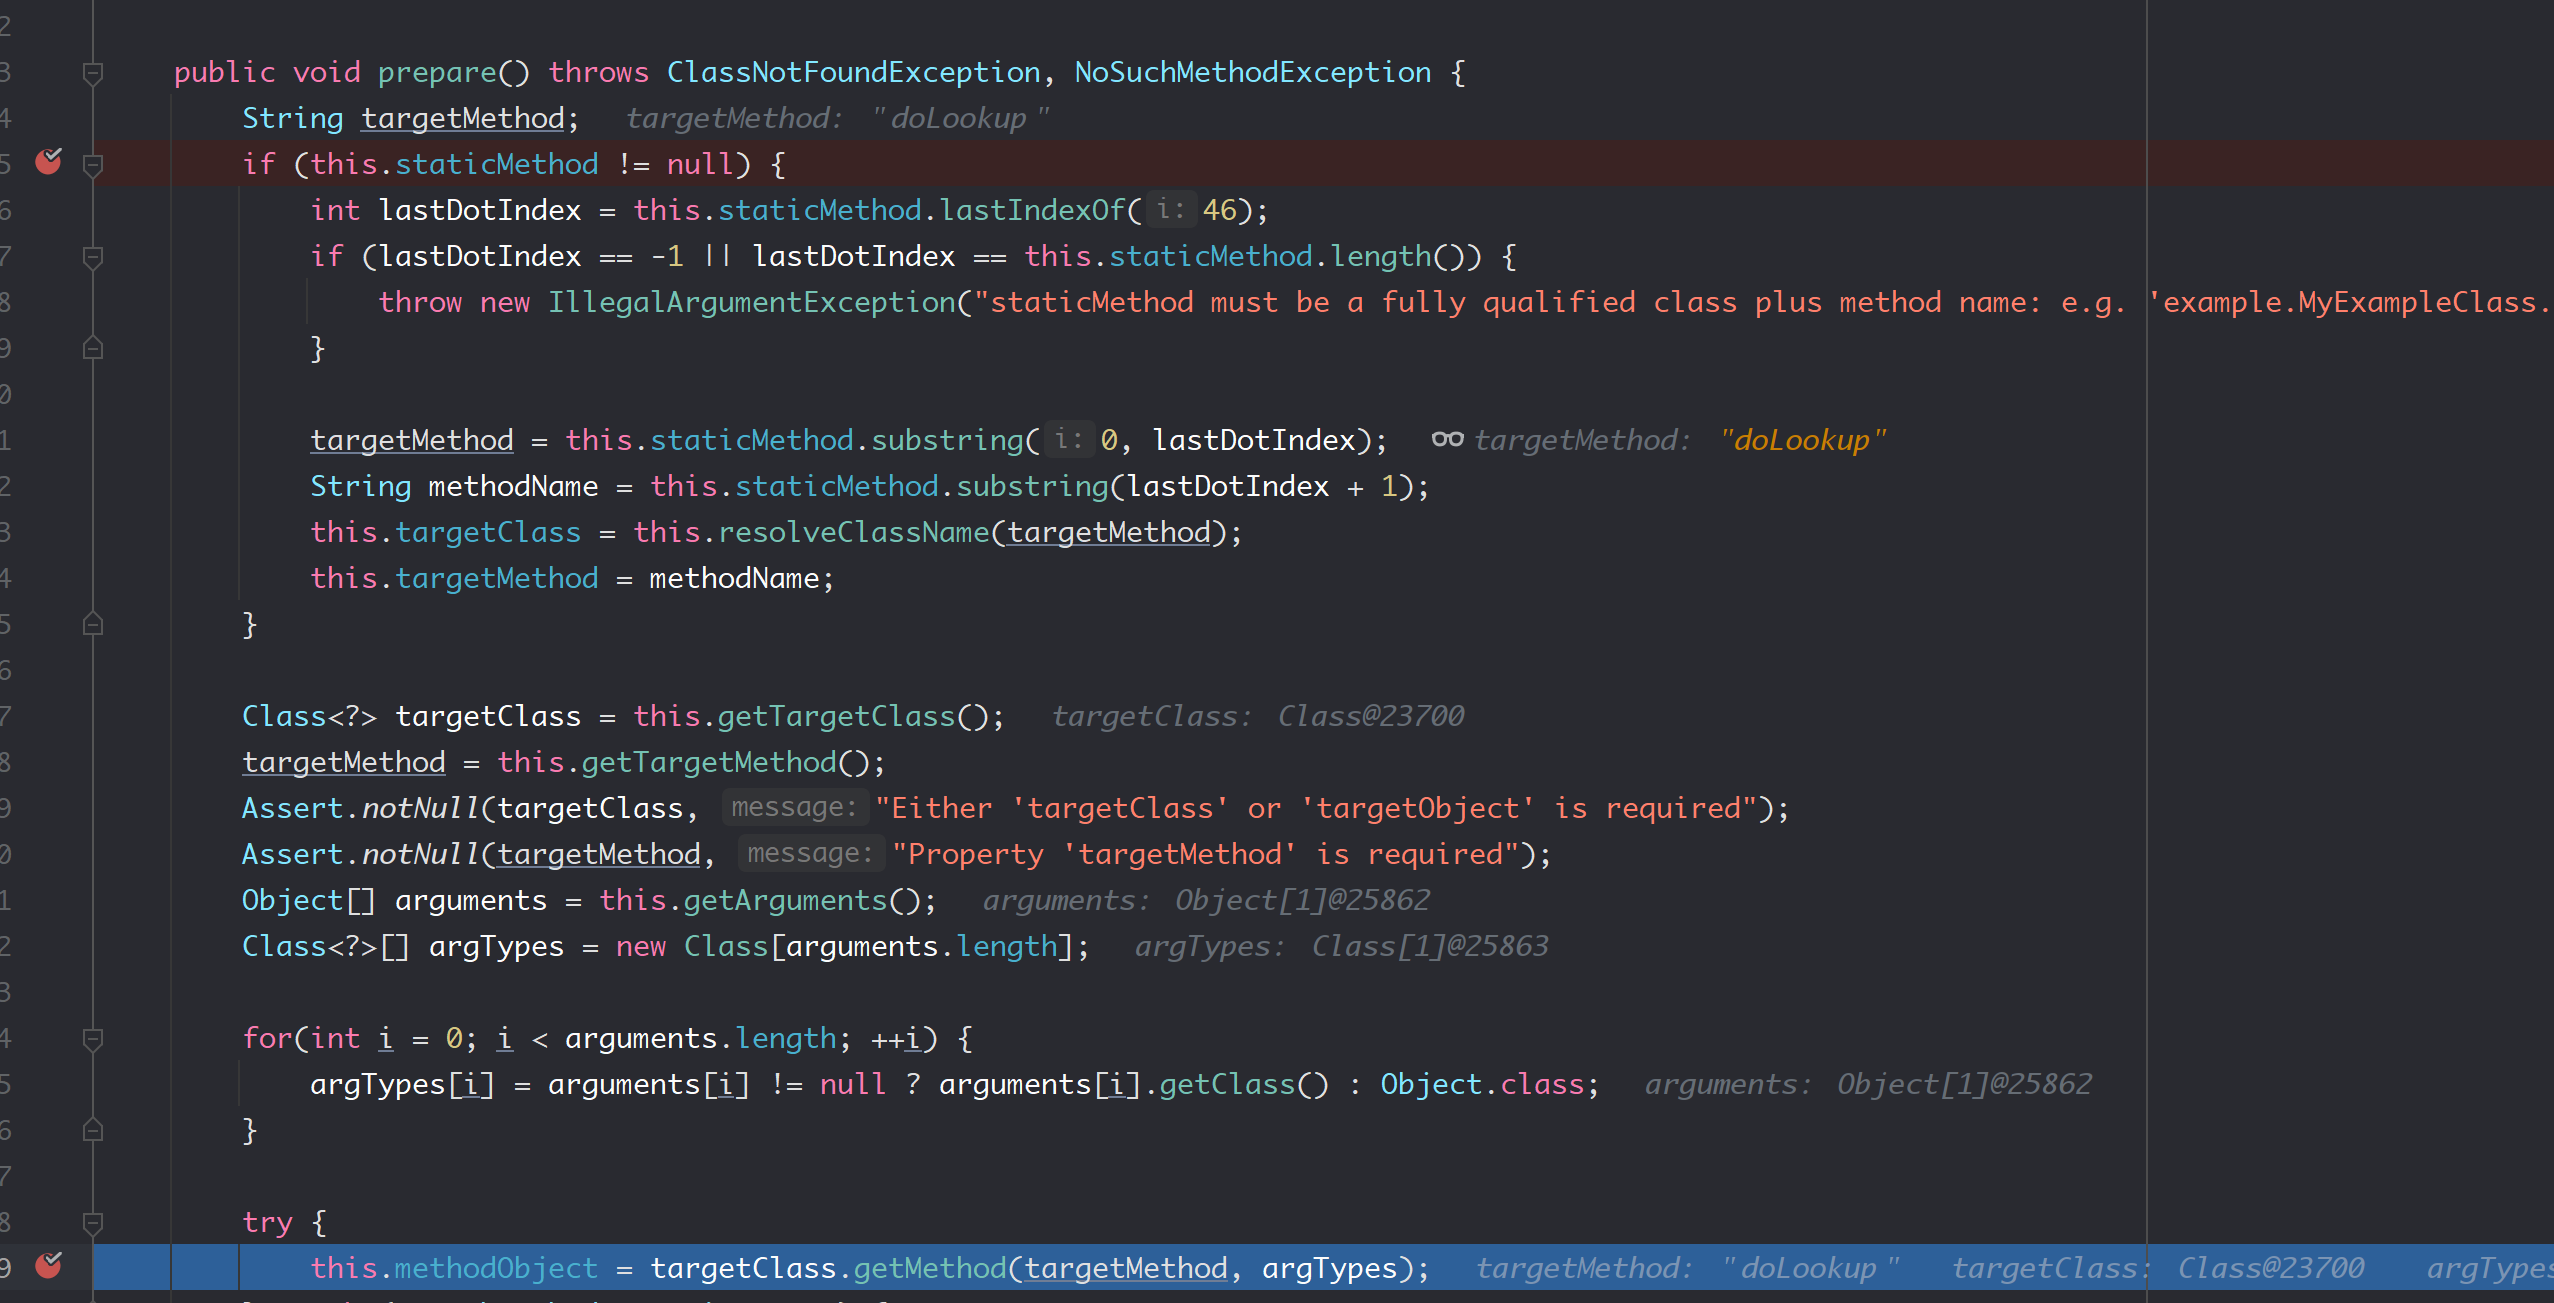 2
3 public void prepare() throws ClassNotFoundException, NoSuchMethodException {
4 String targetMethod; targetMethod: "doLookup"
5 if (this.staticMethod != null) {
6 int lastDotIndex = this.staticMethod.lastIndexOf( i: 46);
7 if (lastDotIndex == -1 || lastDotIndex == this.staticMethod.length()) {
8 throw new IllegalArgumentException("staticMethod must be a fully qualified class plus method name: e.g. 'example.MyExampleClass.
9 }
0
1 targetMethod = this.staticMethod.substring( i: 0, lastDotIndex); targetMethod: "doLookup"
2 String methodName = this.staticMethod.substring(lastDotIndex + 1);
3 this.targetClass = this.resolveClassName(targetMethod);
4 this.targetMethod = methodName;
5 }
6
7 Class<?> targetClass = this.getTargetClass(); targetClass: Class@23700
8 targetMethod = this.getTargetMethod();
9 Assert.notNull(targetClass, message: "Either 'targetClass' or 'targetObject' is required");
0 Assert.notNull(targetMethod, message: "Property 'targetMethod' is required");
1 Object[] arguments = this.getArguments(); arguments: Object[1]@25862
2 Class<?>[] argTypes = new Class[arguments.length]; argTypes: Class[1]@25863
3
4 for(int i = 0; i < arguments.length; ++i) {
5 argTypes[i] = arguments[i] != null ? arguments[i].getClass() : Object.class; arguments: Object[1]@25862
6 }
7
8 try {
9 this.methodObject = targetClass.getMethod(targetMethod, argTypes); targetMethod: "doLookup" targetClass: Class@23700 argTypes